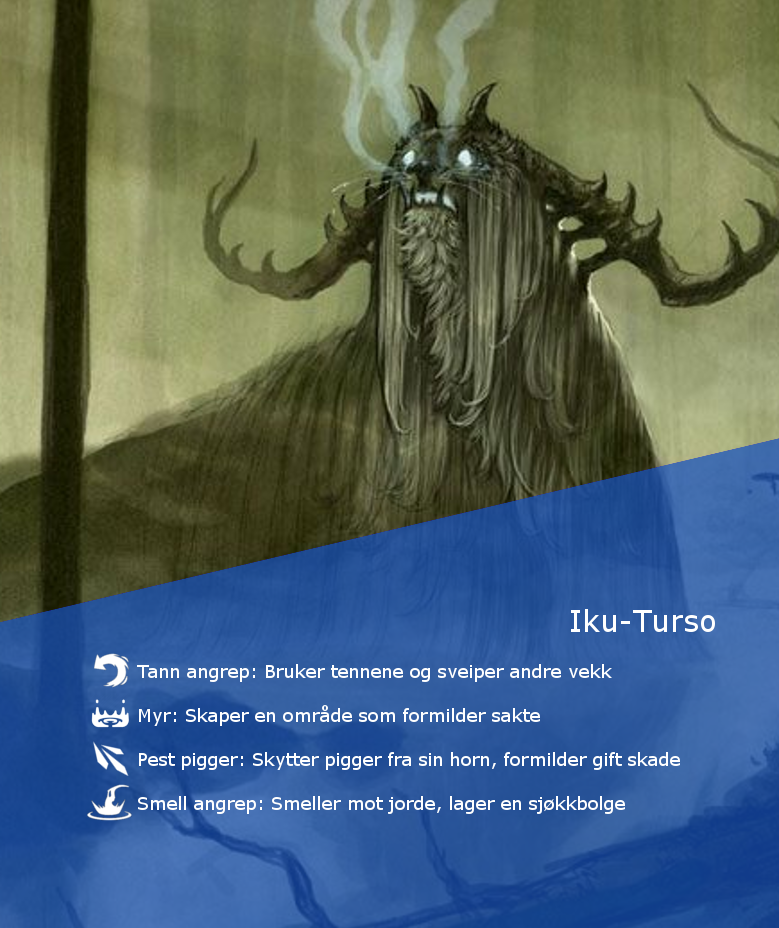 Iku-Turso
Tann angrep: Bruker tennene og sveiper andre vekk
Myr: Skaper en område som formilder sakte
Pest pigger: Skytter pigger fra sin horn, formilder gift skade
Smell angrep: Smeller mot jorde, lager en sjøkkbolge